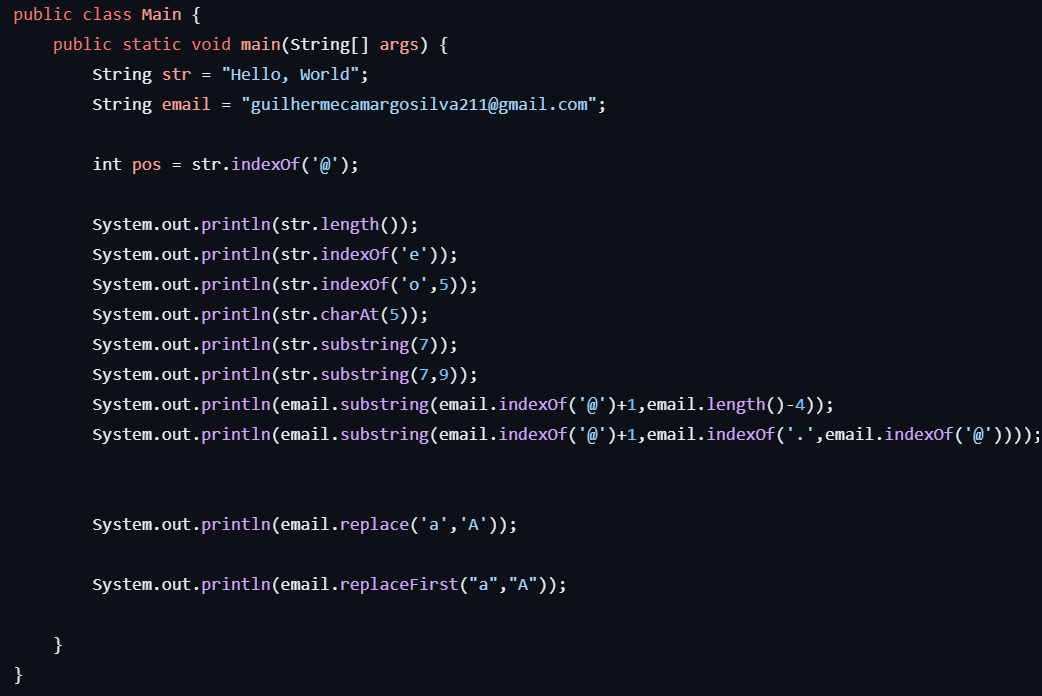 public class Main {
    public static void main(String[] args) {
        String str = "Hello, World";
        String email = "guilhermecamargosilva211@gmail.com";

        int pos = str.indexOf('@');

        System.out.println(str.length());
        System.out.println(str.indexOf('e'));
        System.out.println(str.indexOf('o',5));
        System.out.println(str.charAt(5));
        System.out.println(str.substring(7));
        System.out.println(str.substring(7,9));
        System.out.println(email.substring(email.indexOf('@')+1,email.length()-4));
        System.out.println(email.substring(email.indexOf('@')+1,email.indexOf('.',email.indexOf('@'))));

        System.out.println(email.replace('a','A'));

        System.out.println(email.replaceFirst("a","A"));

    }
}